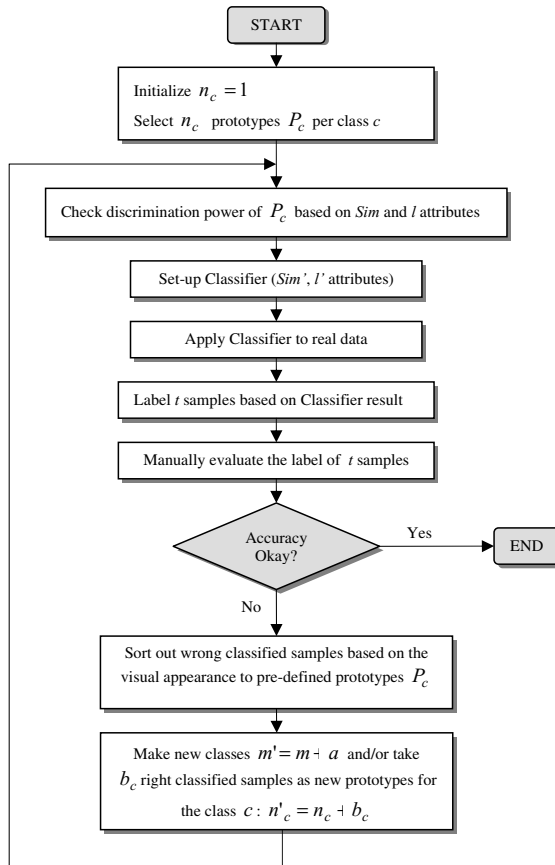 START
Initialize n_c = 1
Select n_c prototypes P_c per class c
Check discrimination power of P_c based on Sim and l attributes
Set-up Classifier (Sim', l' attributes)
Apply Classifier to real data
Label t samples based on Classifier result
Manually evaluate the label of t samples
Accuracy
Okay?
Yes
END
No
Sort out wrong classified samples based on the
visual appearance to pre-defined prototypes P_c
Make new classes m' = m + a and/or take
b_c right classified samples as new prototypes for
the class c : n'_c = n_c + b_c